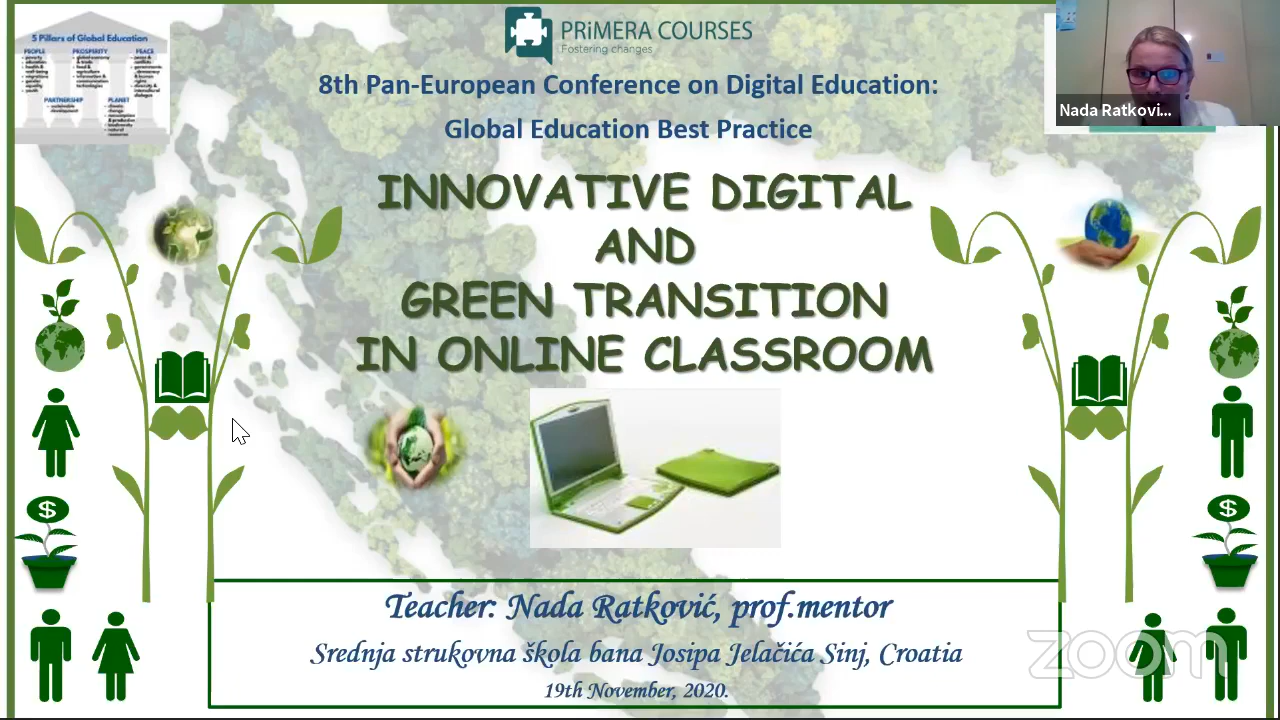 5 Pillars of Global Education
PEOPLE
PROSPERITY
PEACE
PARTNERSHIP
PLANET
PRiMERA COURSES
Fostering changes
8th Pan-European Conference on Digital Education:
Global Education Best Practice
Nada Ratkovi...
INNOVATIVE DIGITAL
AND
GREEN TRANSITION
IN ONLINE CLASSROOM
$
$
Teacher: Nada Ratković, prof.mentor
Srednja strukovna škola bana Josipa Jelačića Sinj, Croatia
19th November, 2020.
zoom